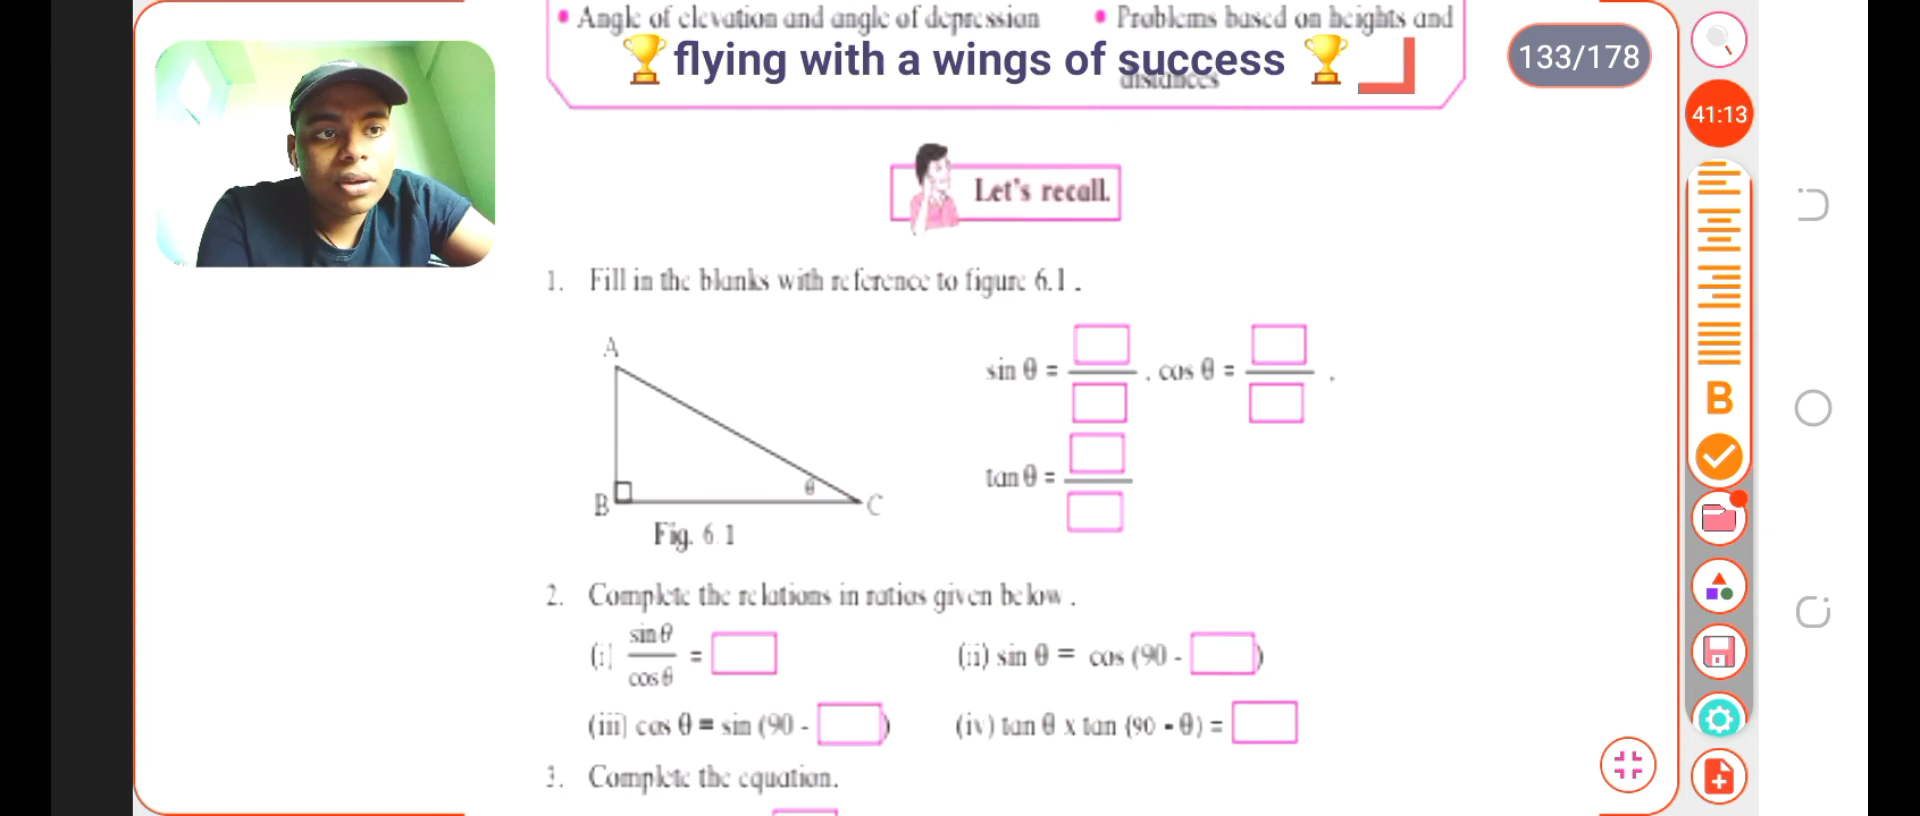 • Angle of elevation and angle of depression • Problems based on heights and
distances
🏆 flying with a wings of success 🏆
133/178
41:13
Let's recall.
1. Fill in the blanks with reference to figure 6.1 .
A
B
C
θ
Fig. 6.1
sin θ = , cos θ = .
tan θ =
2. Complete the relations in ratios given below .
(i) sin θ / cos θ =
(ii) sin θ = cos (90 - )
(iii) cos θ = sin (90 - )
(iv) tan θ x tan (90 - θ) =
3. Complete the equation.
B